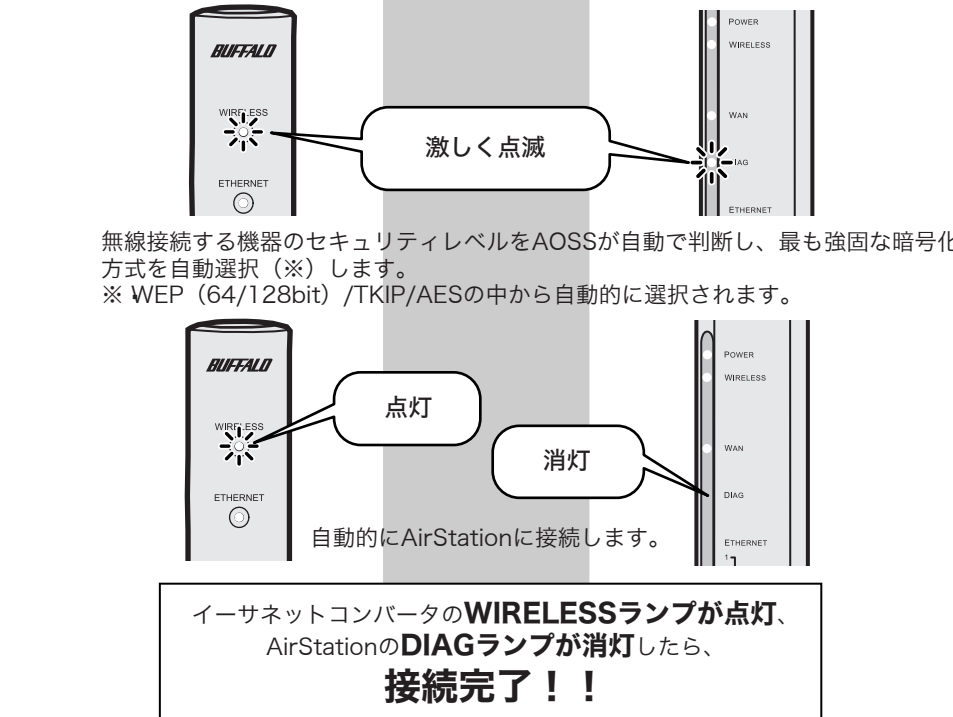 BUFFALO
WIRELESS
ETHERNET
激しく点滅
POWER
WIRELESS
WAN
DIAG
ETHERNET
無線接続する機器のセキュリティレベルをAOSSが自動で判断し、最も強固な暗号化
方式を自動選択（※）します。
※ WEP（64/128bit）/TKIP/AESの中から自動的に選択されます。
BUFFALO
WIRELESS
ETHERNET
点灯
消灯
POWER
WIRELESS
WAN
DIAG
ETHERNET
1
自動的にAirStationに接続します。
イーサネットコンバータのWIRELESSランプが点灯、
AirStationのDIAGランプが消灯したら、
接続完了！！